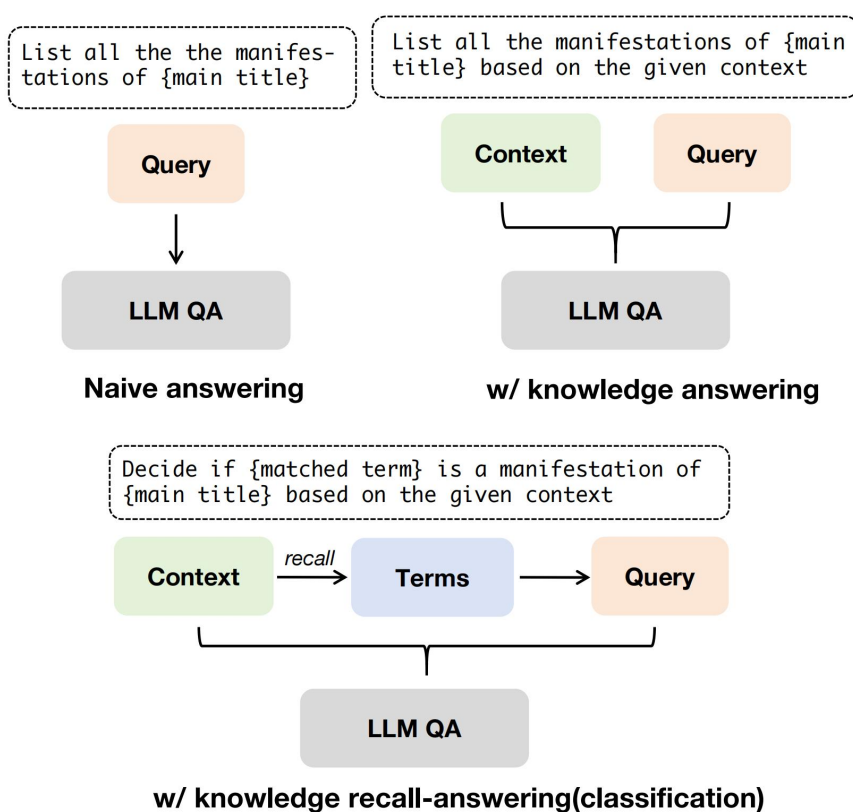 List all the the manifes-
tations of {main title}
Query
LLM QA
Naive answering
List all the manifestations of {main
title} based on the given context
Context
Query
LLM QA
w/ knowledge answering
Decide if {matched term} is a manifestation of
{main title} based on the given context
Context
recall
Terms
Query
LLM QA
w/ knowledge recall-answering(classification)